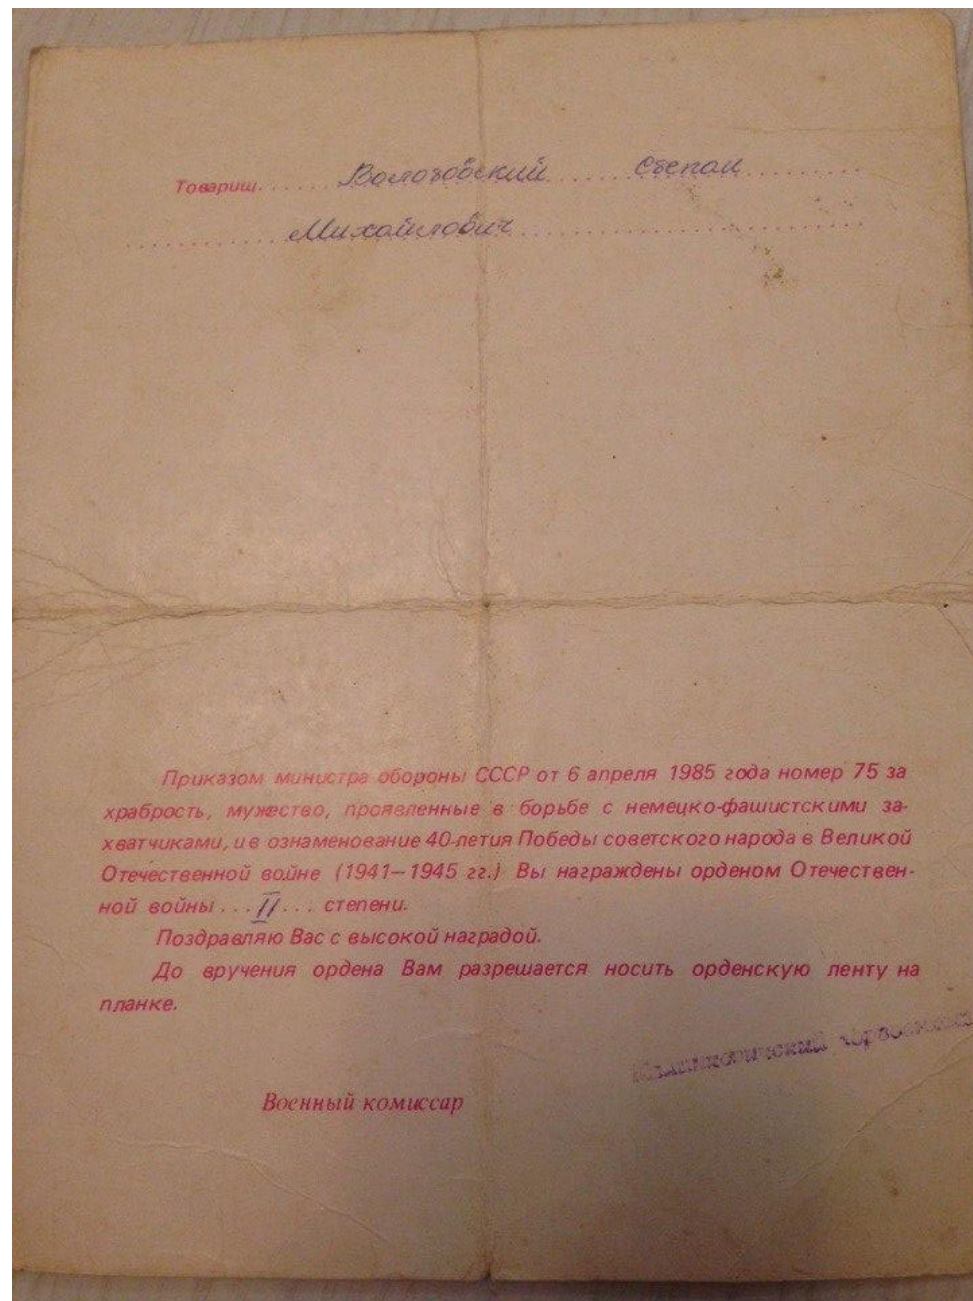 Товарищ. . . . . . Волотовский . . . . . Степан . . . . . . . . .
. . . . . . . . . . . Михайлович . . . . . . . . . . . . . . . . . . . . . . .
Приказом министра обороны СССР от 6 апреля 1985 года номер 75 за
храбрость, мужество, проявленные в борьбе с немецко-фашистскими за-
хватчиками, и в ознаменование 40-летия Победы советского народа в Великой
Отечественной войне (1941—1945 гг.) Вы награждены орденом Отечествен-
ной войны . . . II . . . степени.
Поздравляю Вас с высокой наградой.
До вручения ордена Вам разрешается носить орденскую ленту на
планке.
горвоенкомат
Военный комиссар